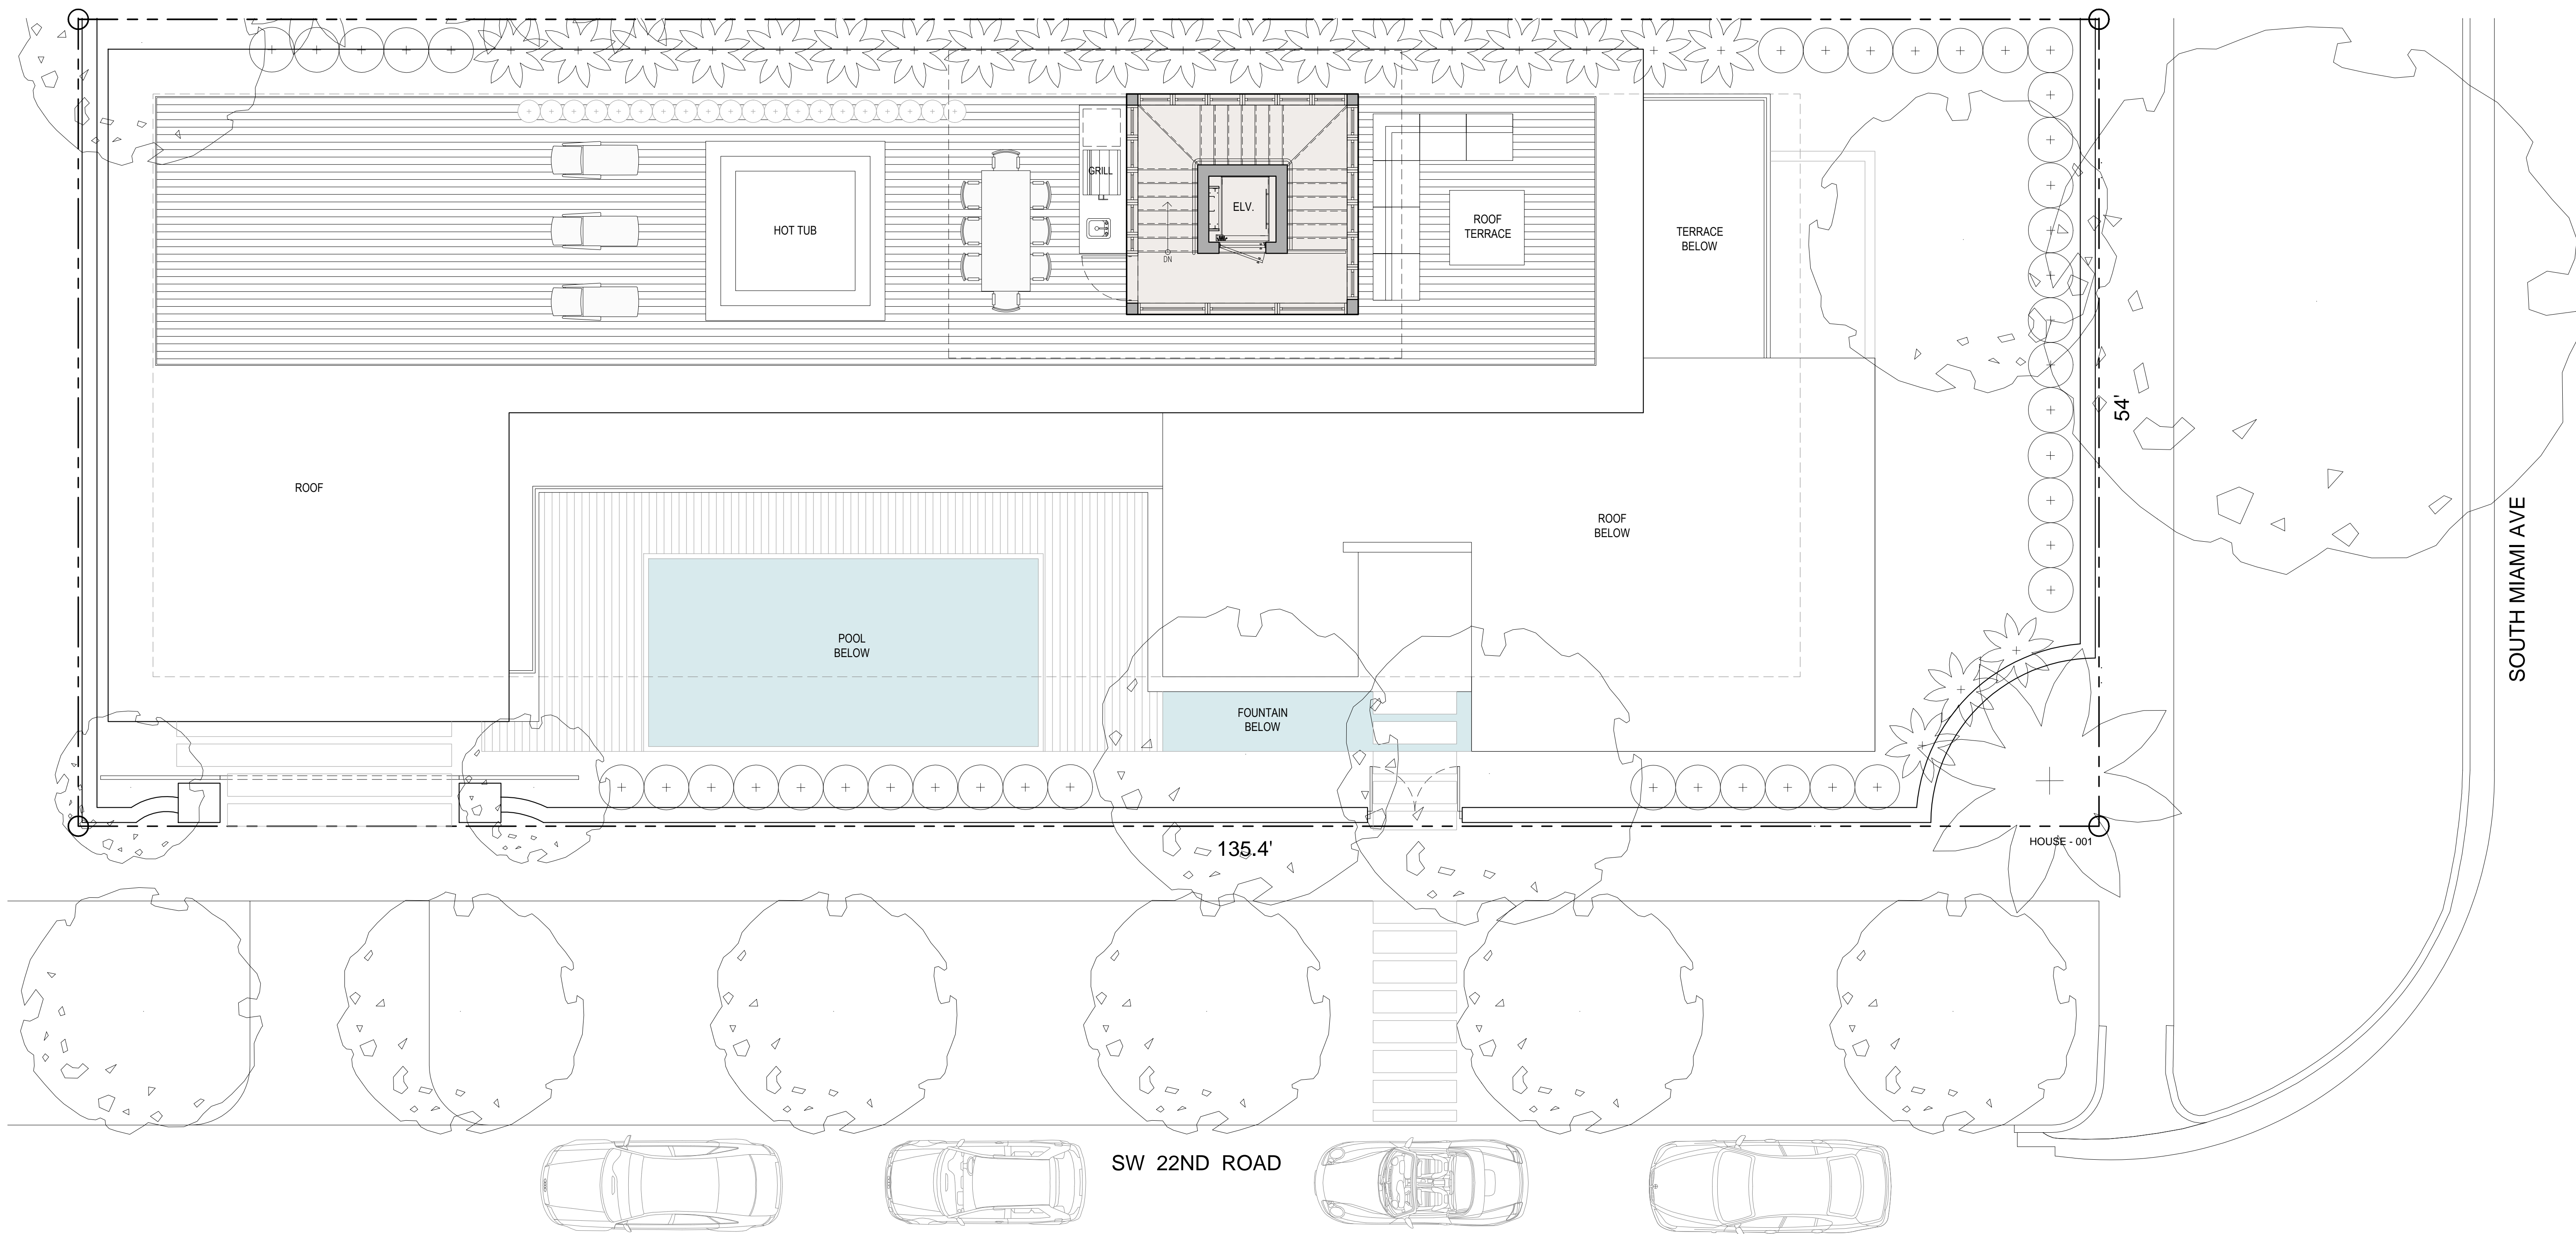 GRILL
ELV.
HOT TUB
ROOF
TERRACE
TERRACE
BELOW
DN
54'
ROOF
ROOF
BELOW
SOUTH MIAMI AVE
POOL
BELOW
FOUNTAIN
BELOW
135.4'
HOUSE - 001
SW 22ND ROAD